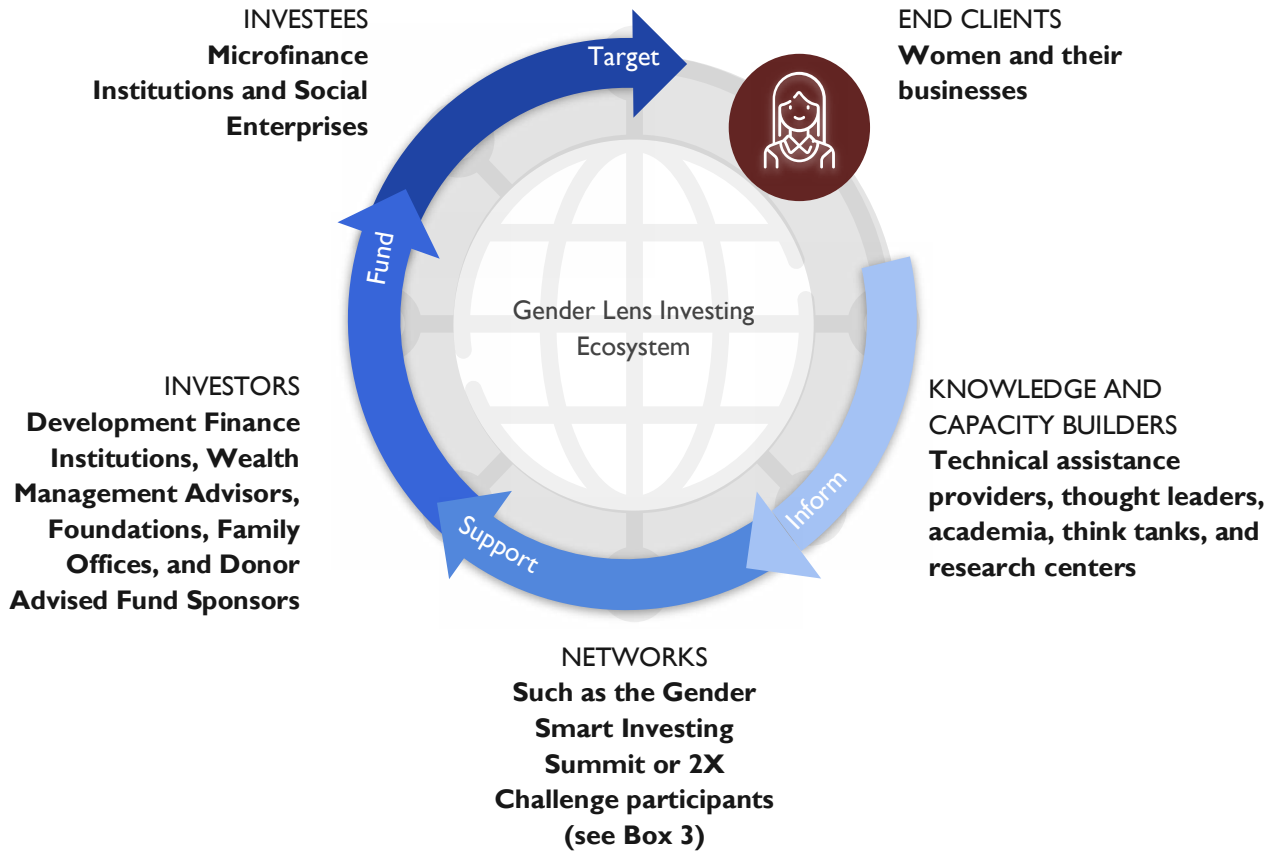 INVESTEES
Microfinance
Institutions and Social
Enterprises
Target
END CLIENTS
Women and their
businesses
Fund
Gender Lens Investing
Ecosystem
INVESTORS
Development Finance
Institutions, Wealth
Management Advisors,
Foundations, Family
Offices, and Donor
Advised Fund Sponsors
KNOWLEDGE AND
CAPACITY BUILDERS
Technical assistance
providers, thought leaders,
academia, think tanks, and
research centers
Inform
Support
NETWORKS
Such as the Gender
Smart Investing
Summit or 2X
Challenge participants
(see Box 3)